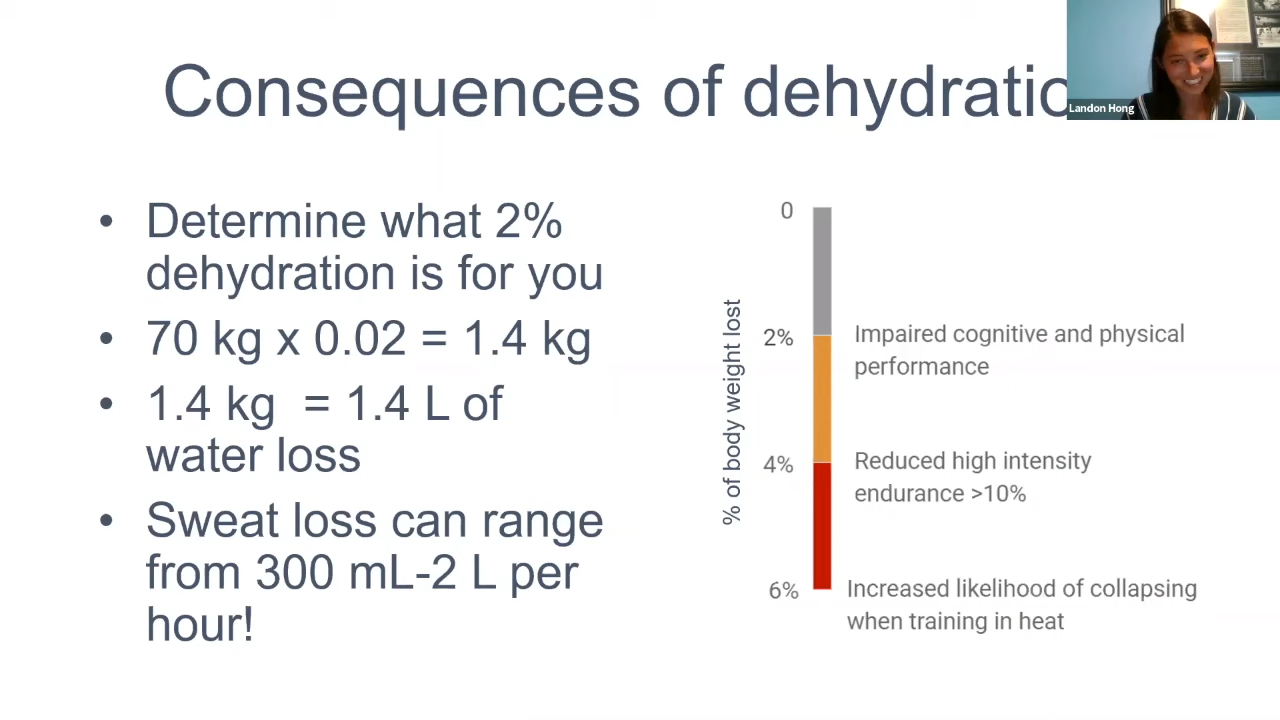 Consequences of dehydratio
Landon Hong
• Determine what 2%
dehydration is for you
• 70 kg x 0.02 = 1.4 kg
• 1.4 kg = 1.4 L of
water loss
• Sweat loss can range
from 300 mL-2 L per
hour!
% of body weight lost
0
2%
Impaired cognitive and physical
performance
4%
Reduced high intensity
endurance >10%
6%
Increased likelihood of collapsing
when training in heat